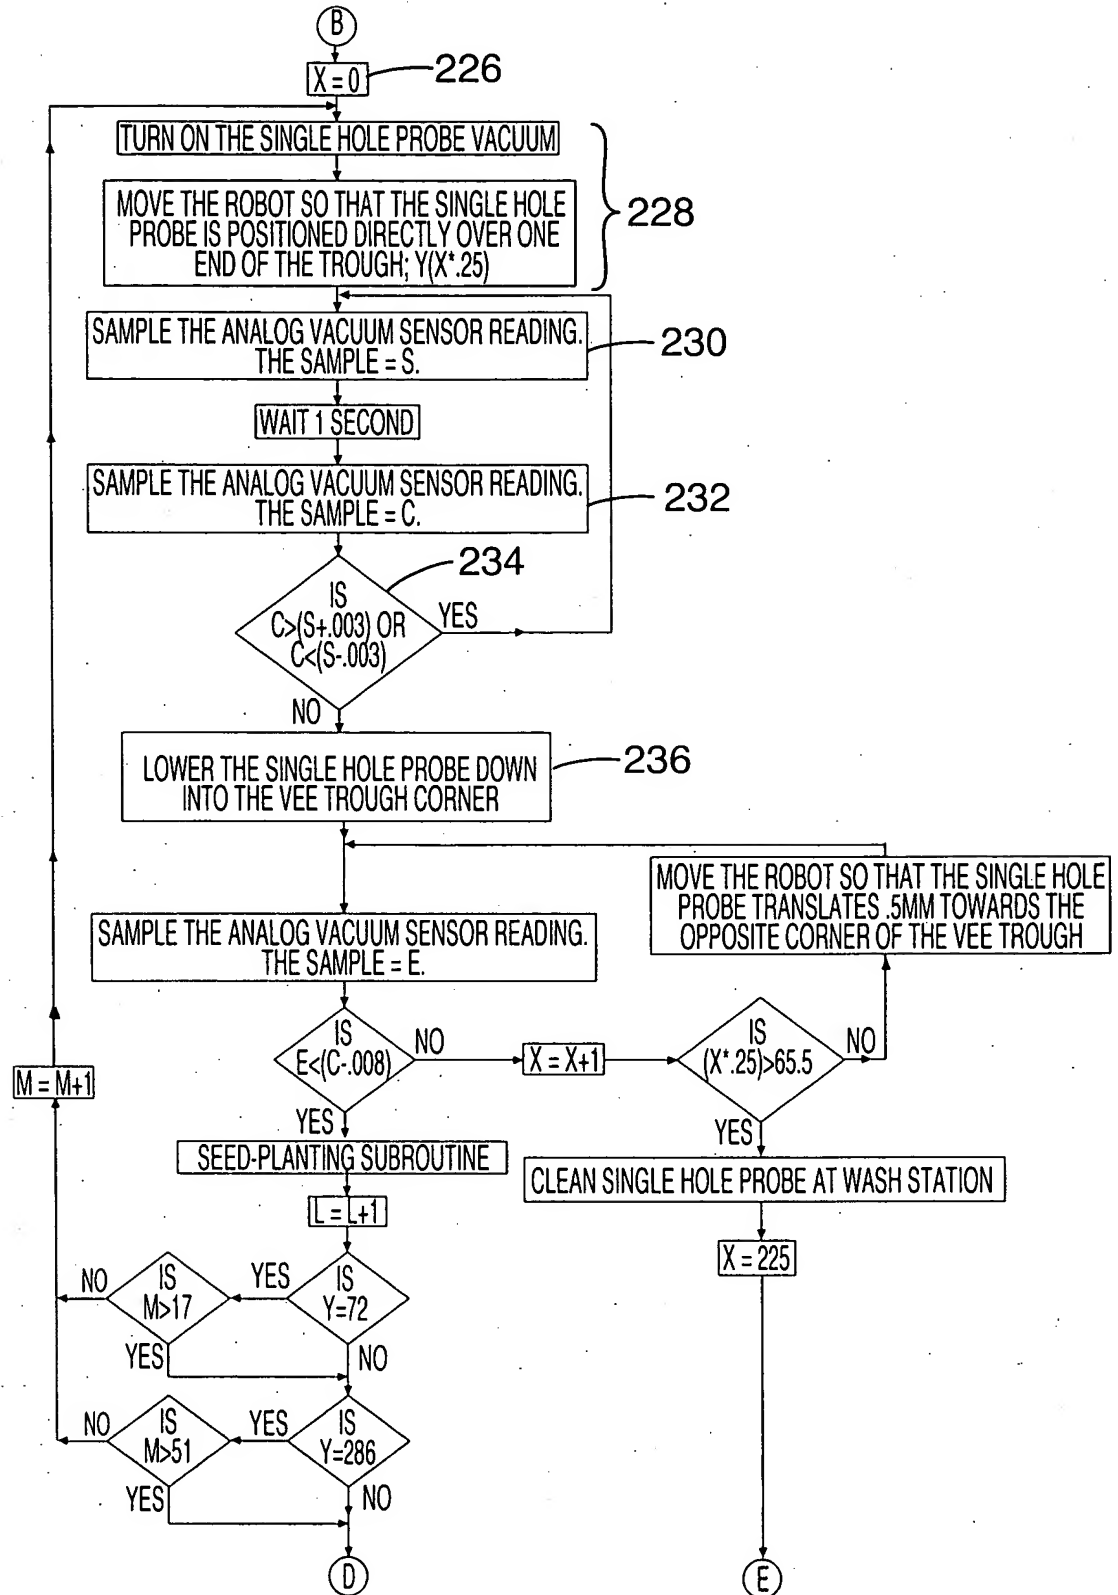 B
X = 0
226
TURN ON THE SINGLE HOLE PROBE VACUUM
MOVE THE ROBOT SO THAT THE SINGLE HOLE
PROBE IS POSITIONED DIRECTLY OVER ONE
END OF THE TROUGH; Y(X*.25)
228
SAMPLE THE ANALOG VACUUM SENSOR READING.
THE SAMPLE = S.
230
WAIT 1 SECOND
SAMPLE THE ANALOG VACUUM SENSOR READING.
THE SAMPLE = C.
232
234
IS
C>(S+.003) OR
C<(S-.003)
YES
NO
LOWER THE SINGLE HOLE PROBE DOWN
INTO THE VEE TROUGH CORNER
236
MOVE THE ROBOT SO THAT THE SINGLE HOLE
PROBE TRANSLATES .5MM TOWARDS THE
OPPOSITE CORNER OF THE VEE TROUGH
SAMPLE THE ANALOG VACUUM SENSOR READING.
THE SAMPLE = E.
IS
E<(C-.008)
NO
X = X+1
IS
(X*.25)>65.5
NO
M = M+1
YES
YES
SEED-PLANTING SUBROUTINE
CLEAN SINGLE HOLE PROBE AT WASH STATION
L = L+1
X = 225
NO
IS
M>17
YES
IS
Y=72
YES
NO
NO
IS
M>51
YES
IS
Y=286
YES
NO
D
E